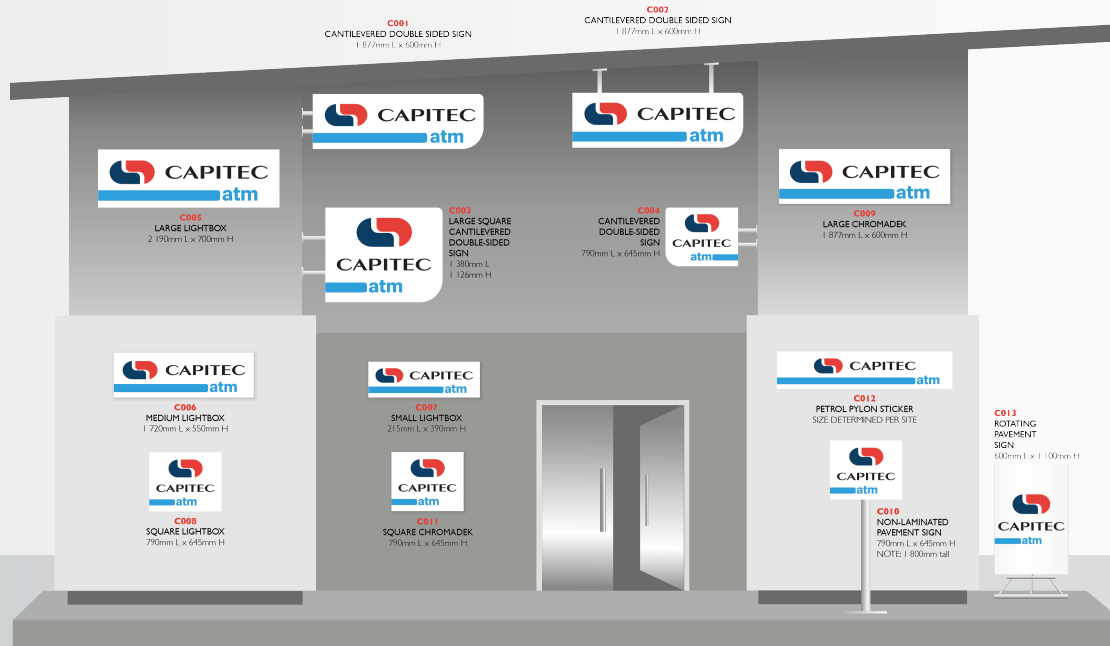 C001
CANTILEVERED DOUBLE SIDED SIGN
1 877mm L x 600mm H
C002
CANTILEVERED DOUBLE SIDED SIGN
1 877mm L x 600mm H
CAPITEC
atm
CAPITEC
atm
CAPITEC
atm
C005
LARGE LIGHTBOX
2 190mm L x 700mm H
CAPITEC
atm
C003
LARGE SQUARE
CANTILEVERED
DOUBLE-SIDED
SIGN
1 380mm L
1 126mm H
C004
CANTILEVERED
DOUBLE-SIDED
SIGN
790mm L x 645mm H
CAPITEC
atm
CAPITEC
atm
C009
LARGE CHROMADEK
1 877mm L x 600mm H
CAPITEC
atm
C006
MEDIUM LIGHTBOX
1 720mm L x 550mm H
CAPITEC
atm
C007
SMALL LIGHTBOX
215mm L x 390mm H
CAPITEC
atm
C012
PETROL PYLON STICKER
SIZE DETERMINED PER SITE
C013
ROTATING
PAVEMENT
SIGN
600mm L x 1 100mm H
CAPITEC
atm
C008
SQUARE LIGHTBOX
790mm L x 645mm H
CAPITEC
atm
C011
SQUARE CHROMADEK
790mm L x 645mm H
CAPITEC
atm
C010
NON-LAMINATED
PAVEMENT SIGN
790mm L x 645mm H
NOTE: 1 800mm tall
CAPITEC
atm